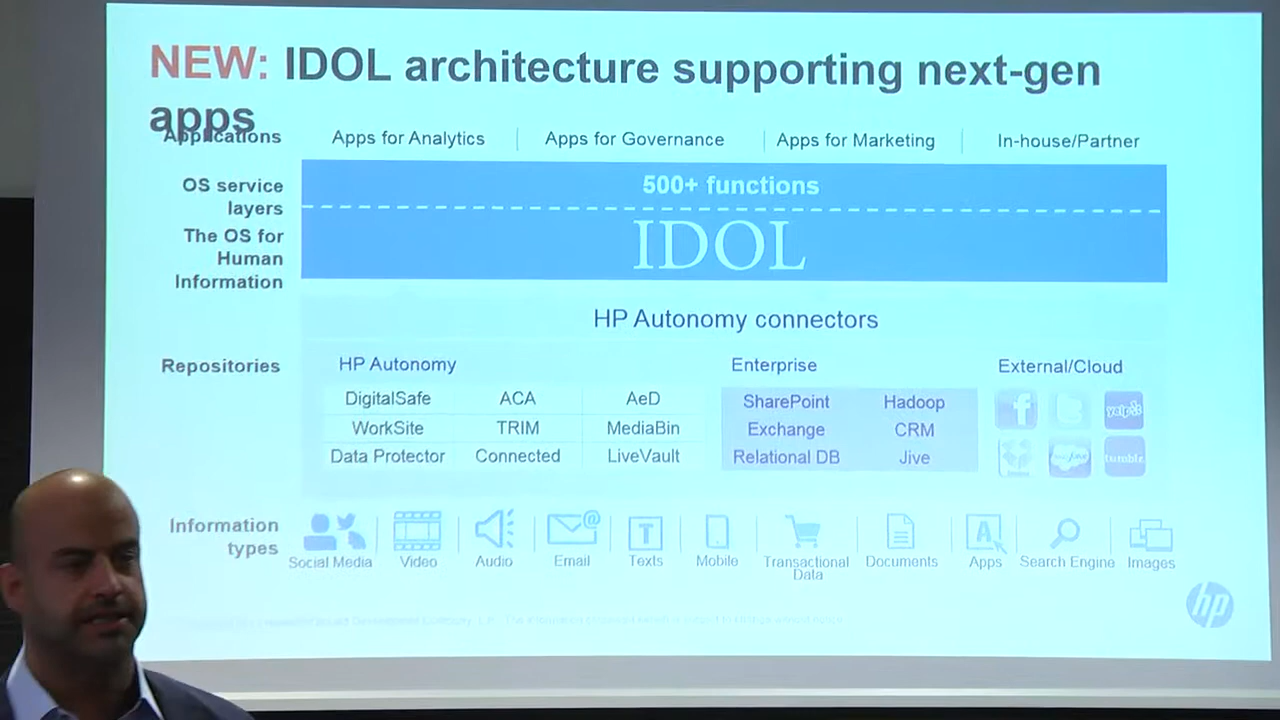 NEW: IDOL architecture supporting next-gen
apps
Applications Apps for Analytics Apps for Governance Apps for Marketing In-house/Partner
OS service
layers
500+ functions
The OS for
Human
Information
IDOL
HP Autonomy connectors
Repositories HP Autonomy Enterprise External/Cloud
DigitalSafe ACA AeD SharePoint Hadoop yelp
WorkSite TRIM MediaBin Exchange CRM
Data Protector Connected LiveVault Relational DB Jive tumblr
Information
types
Social Media Video Audio Email Texts Mobile Transactional
Data Documents Apps Search Engine Images
hp